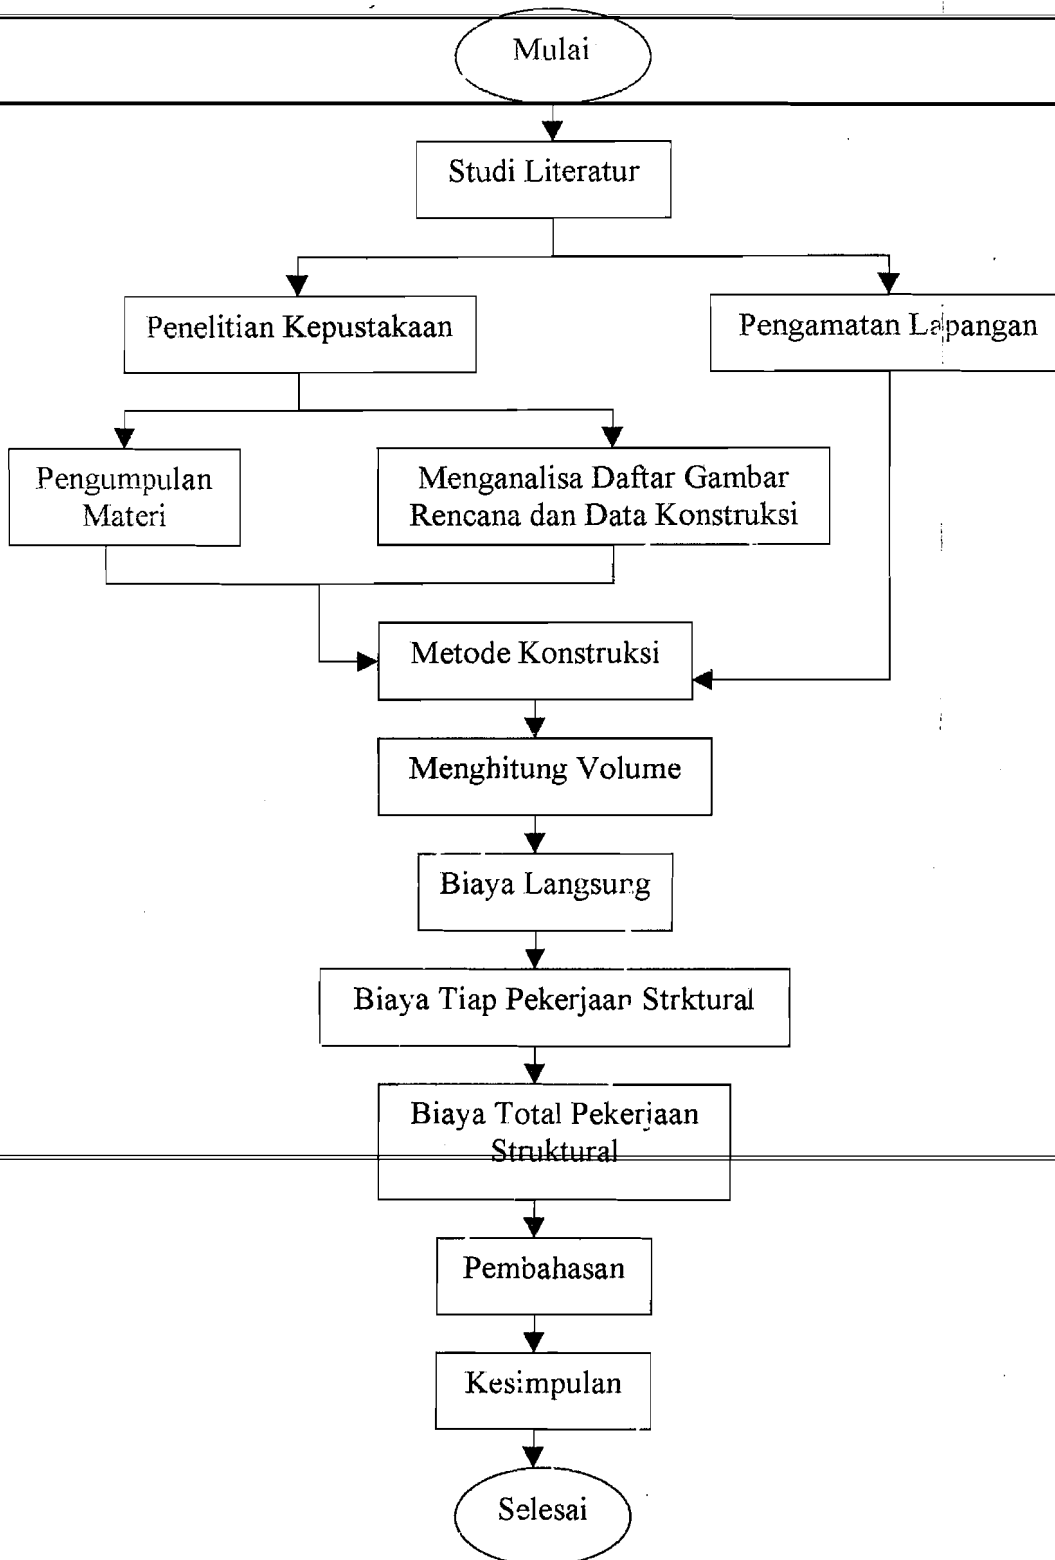 Mulai
Studi Literatur
Penelitian Kepustakaan
Pengamatan Lapangan
Pengumpulan
Materi
Menganalisa Daftar Gambar
Rencana dan Data Konstruksi
Metode Konstruksi
Menghitung Volume
Biaya Langsung
Biaya Tiap Pekerjaan Strktural
Biaya Total Pekerjaan
Struktural
Pembahasan
Kesimpulan
Selesai